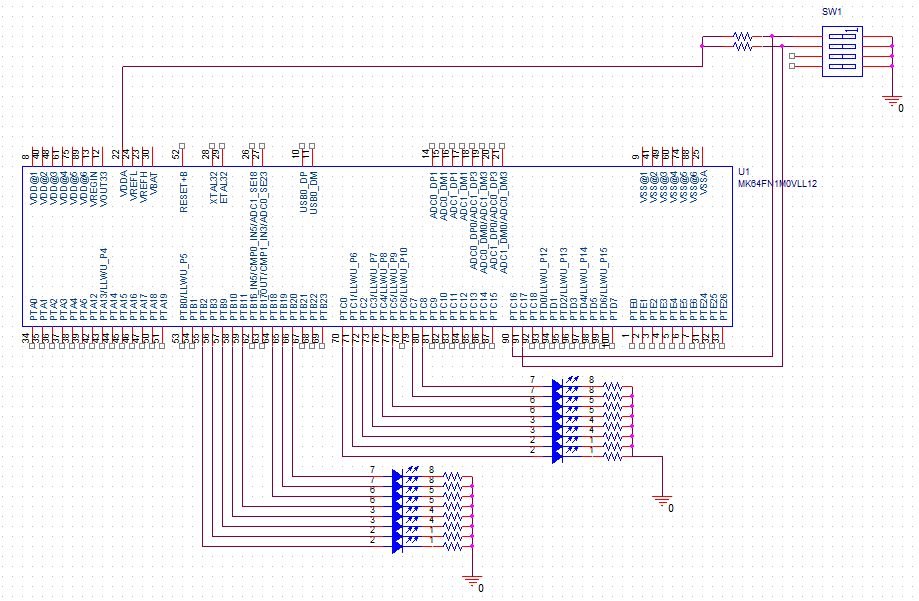 SW1
1
0
8
40
48
61
75
89
13
12
22
24
23
30
52
28
29
26
27
10
11
14
15
16
17
18
19
20
21
9
41
49
60
74
88
25
U1
MK64FN1M0VLL12
VDD@1
VDD@2
VDD@3
VDD@4
VDD@5
VDD@6
VREGIN
VOUT33
VDDA
VREFL
VREFH
VBAT
RESET+B
XTAL32
ETAL32
USB0_DP
USB0_DM
ADC0_DP1
ADC0_DM1
ADC1_DP1
ADC1_DM1
ADC0_DP0/ADC1_DP3
ADC0_DM0/ADC1_DM3
ADC1_DP0/ADC0_DP3
ADC1_DM0/ADC0_DM3
VSS@1
VSS@2
VSS@3
VSS@4
VSS@5
VSS@6
VSSA
PTA0
PTA1
PTA2
PTA3
PTA4
PTA5
PTA12
PTA13/LLWU_P4
PTA14
PTA15
PTA16
PTA17
PTA18
PTA19
PTB0/LLWU_P5
PTB1
PTB2
PTB3
PTB9
PTB10
PTB11
PTB18
PTB19
PTB20
PTB21
PTB22
PTB23
PTC0
PTC1/LLWU_P6
PTC2
PTC3/LLWU_P7
PTC4/LLWU_P8
PTC5/LLWU_P9
PTC6/LLWU_P10
PTC7
PTC8
PTC9
PTC10
PTC11
PTC12
PTC13
PTC14
PTC15
PTC16
PTC17
PTC18
PTD0/LLWU_P12
PTD1
PTD2/LLWU_P13
PTD3
PTD4/LLWU_P14
PTD5
PTD6/LLWU_P15
PTD7
PTE0
PTE1
PTE2
PTE3
PTE4
PTE5
PTE6
PTE24
PTE25
PTE26
34
35
36
37
38
39
42
43
44
45
46
47
50
51
53
54
55
56
57
58
59
62
63
64
65
66
67
68
69
70
71
72
73
76
77
78
79
80
81
82
83
84
85
86
87
90
91
92
93
94
95
96
97
98
99
100
1
2
3
4
5
6
7
31
32
33
7 8
7 8
6 5
6 5
3 4
3 4
2 1
2 1
0
7 8
7 8
6 5
6 5
3 4
3 4
2 1
2 1
0